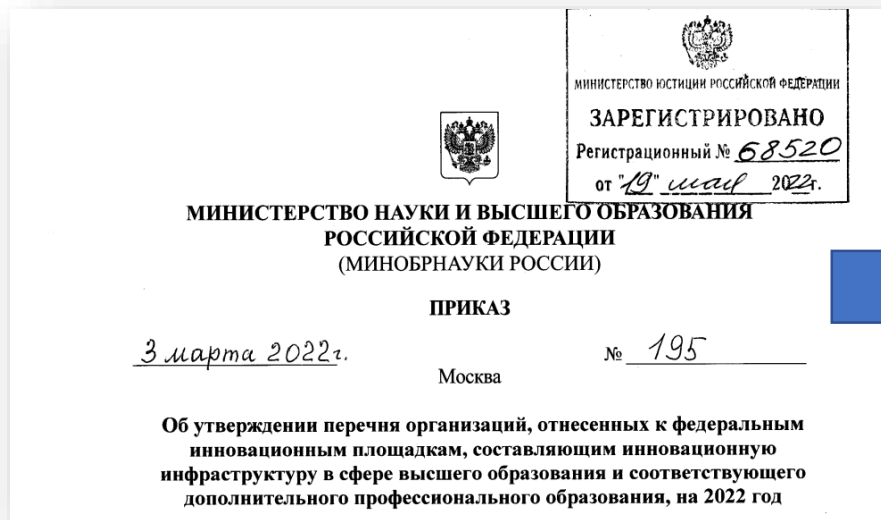 МИНИСТЕРСТВО ЮСТИЦИИ РОССИЙСКОЙ ФЕДЕРАЦИИ
ЗАРЕГИСТРИРОВАНО
Регистрационный № 68520
от "19" мая 2022г.
МИНИСТЕРСТВО НАУКИ И ВЫСШЕГО ОБРАЗОВАНИЯ
РОССИЙСКОЙ ФЕДЕРАЦИИ
(МИНОБРНАУКИ РОССИИ)
ПРИКАЗ
3 марта 2022г. № 195
Москва
Об утверждении перечня организаций, отнесенных к федеральным
инновационным площадкам, составляющим инновационную
инфраструктуру в сфере высшего образования и соответствующего
дополнительного профессионального образования, на 2022 год